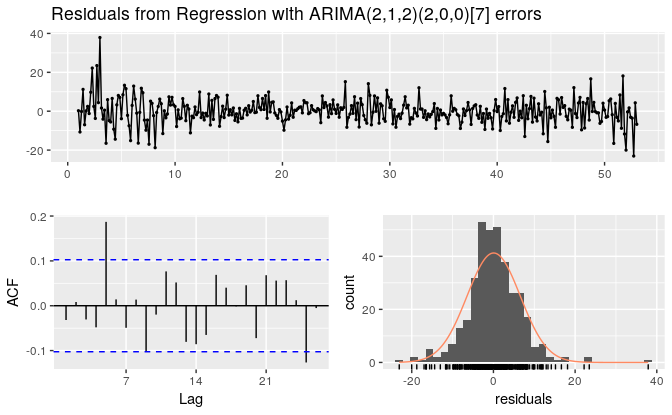 Residuals from Regression with ARIMA(2,1,2)(2,0,0)[7] errors
40
20
0
-20
0 10 20 30 40 50
0.2
0.1
0.0
-0.1
ACF
7 14 21
Lag
40
20
0
count
-20 0 20 40
residuals